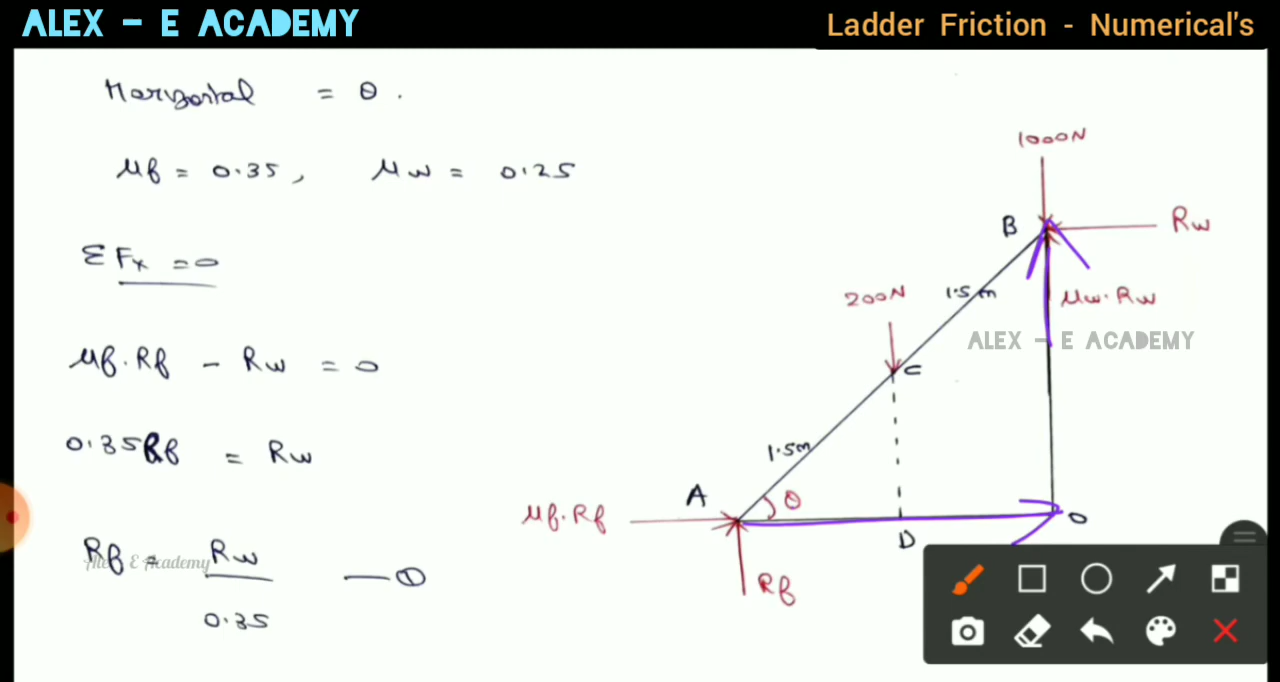 ALEX - E ACADEMY
Ladder Friction - Numerical's
Horizontal = θ .
μf = 0.35 , μw = 0.25
ΣFx = 0
μf.Rf - Rw = 0
0.35Rf = Rw
Rf = Rw / 0.35 — ①
Alex E Academy
1000N
B
Rw
1.5m
200N
μw.Rw
ALEX - E ACADEMY
C
1.5m
A
θ
μf.Rf
O
D
Rf